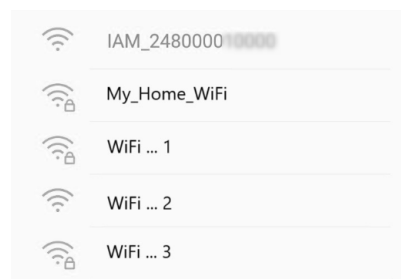 IAM_2480000
My_Home_WiFi
WiFi ... 1
WiFi ... 2
WiFi ... 3